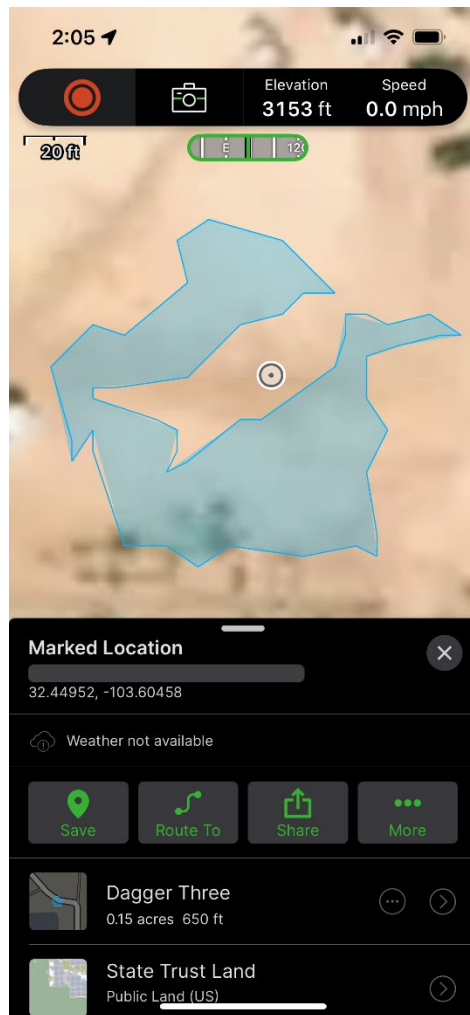 2:05
Elevation
3153 ft
Speed
0.0 mph
20 ft
E
120
Marked Location
32.44952, -103.60458
Weather not available
Save
Route To
Share
More
Dagger Three
0.15 acres 650 ft
State Trust Land
Public Land (US)